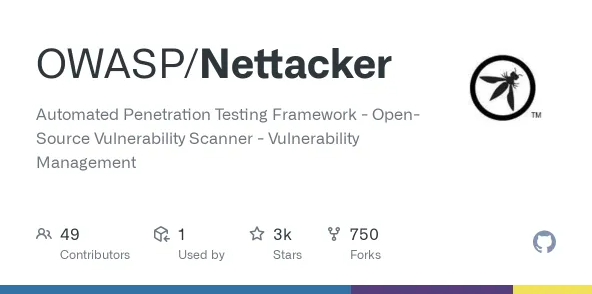 OWASP/Nettacker
Automated Penetration Testing Framework - Open-
Source Vulnerability Scanner - Vulnerability
Management
TM
49
Contributors
1
Used by
3k
Stars
750
Forks